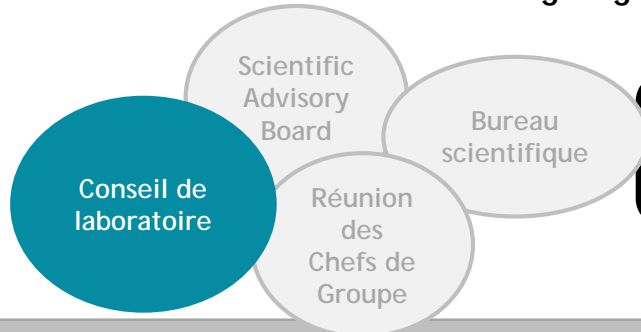 Scientific
Advisory
Board
Bureau
scientifique
Conseil de
laboratoire
Réunion
des
Chefs de
Groupe